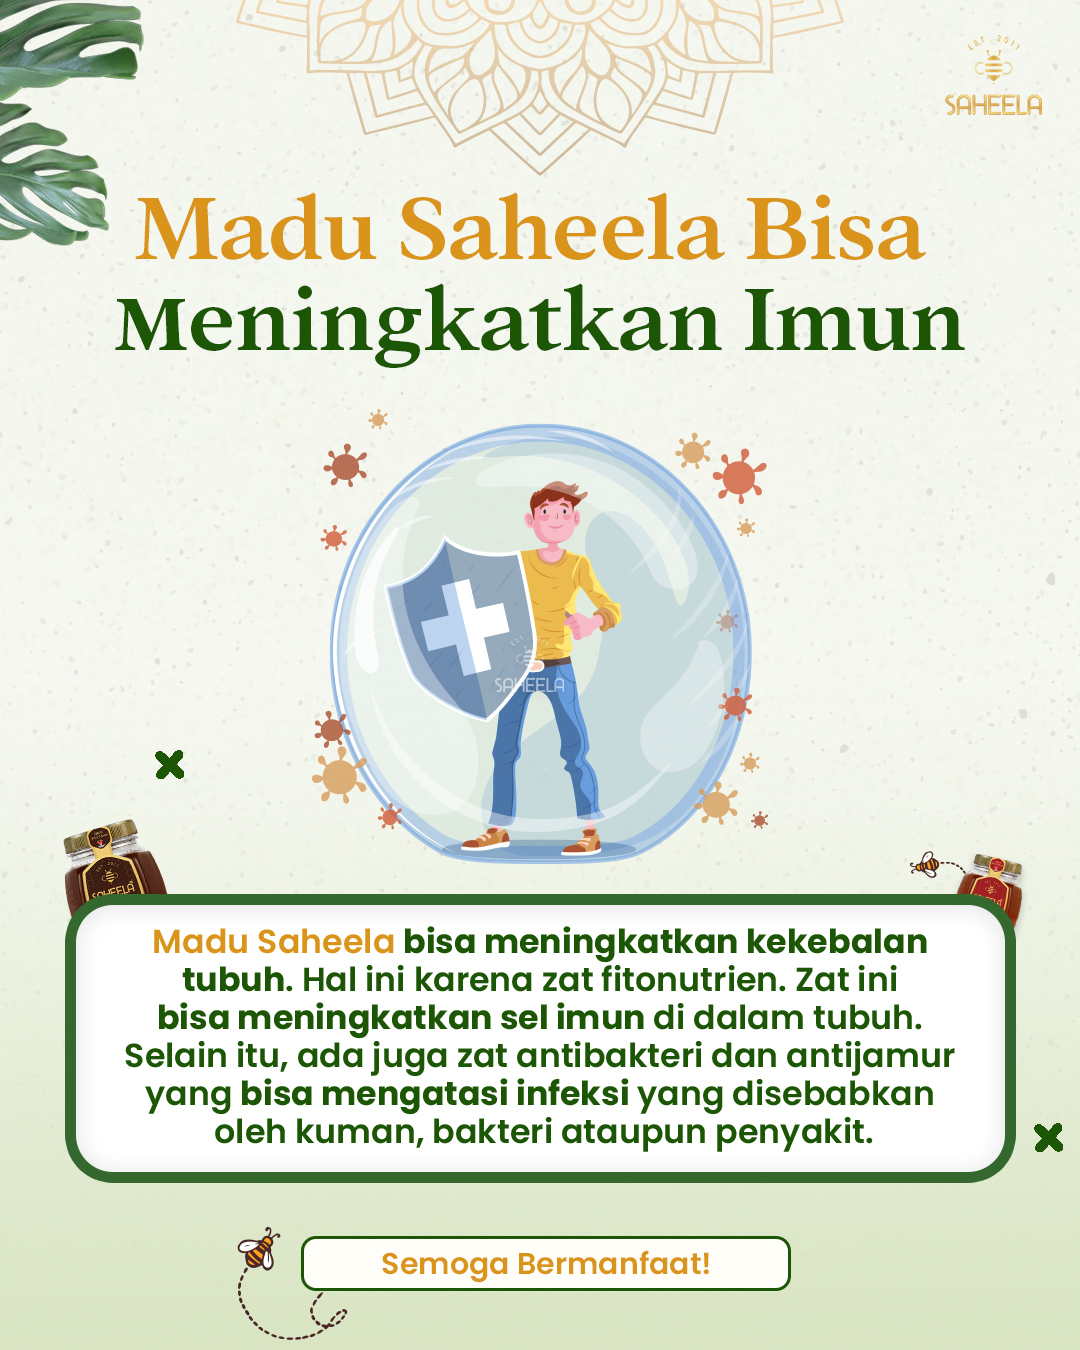 EST. 2011
SAHEELA
Madu Saheela Bisa
Meningkatkan Imun
SAHEELA
SAHEELA
Madu Saheela bisa meningkatkan kekebalan
tubuh. Hal ini karena zat fitonutrien. Zat ini
bisa meningkatkan sel imun di dalam tubuh.
Selain itu, ada juga zat antibakteri dan antijamur
yang bisa mengatasi infeksi yang disebabkan
oleh kuman, bakteri ataupun penyakit.
Semoga Bermanfaat!